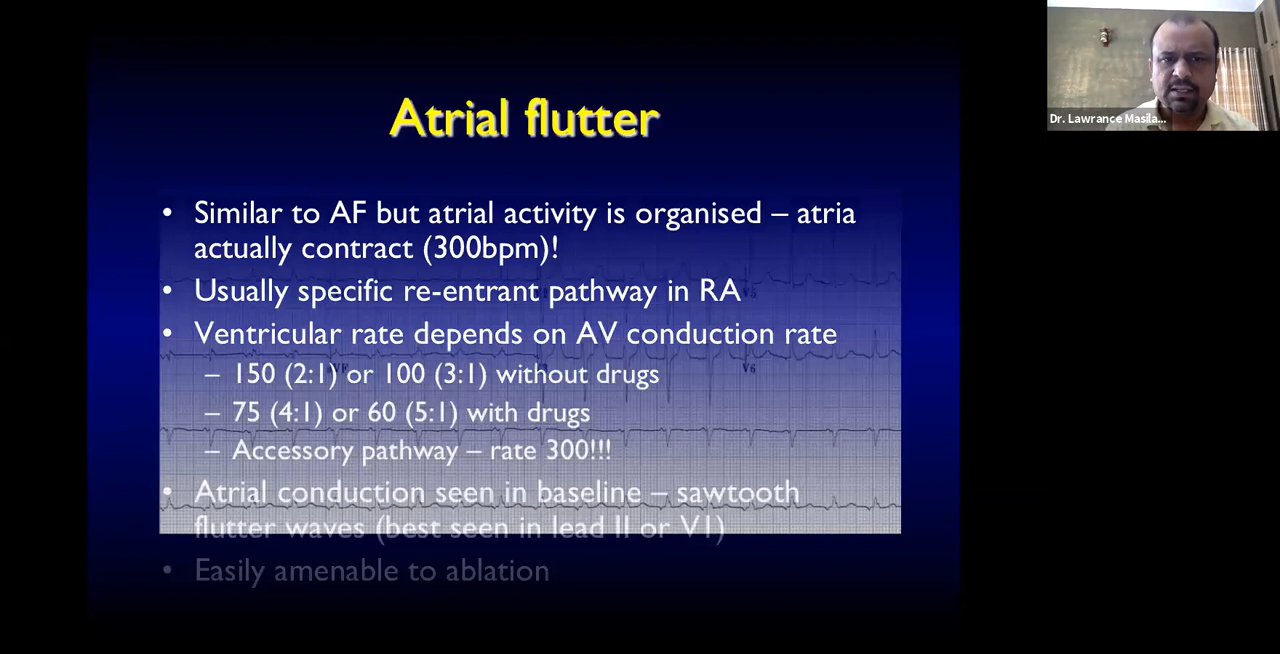 Atrial flutter
• Similar to AF but atrial activity is organised – atria
actually contract (300bpm)!
• Usually specific re-entrant pathway in RA
• Ventricular rate depends on AV conduction rate
– 150 (2:1) or 100 (3:1) without drugs
– 75 (4:1) or 60 (5:1) with drugs
– Accessory pathway – rate 300!!!
• Atrial conduction seen in baseline – sawtooth
flutter waves (best seen in lead II or V1)
• Easily amenable to ablation
V6
Dr. Lawrance Masila...